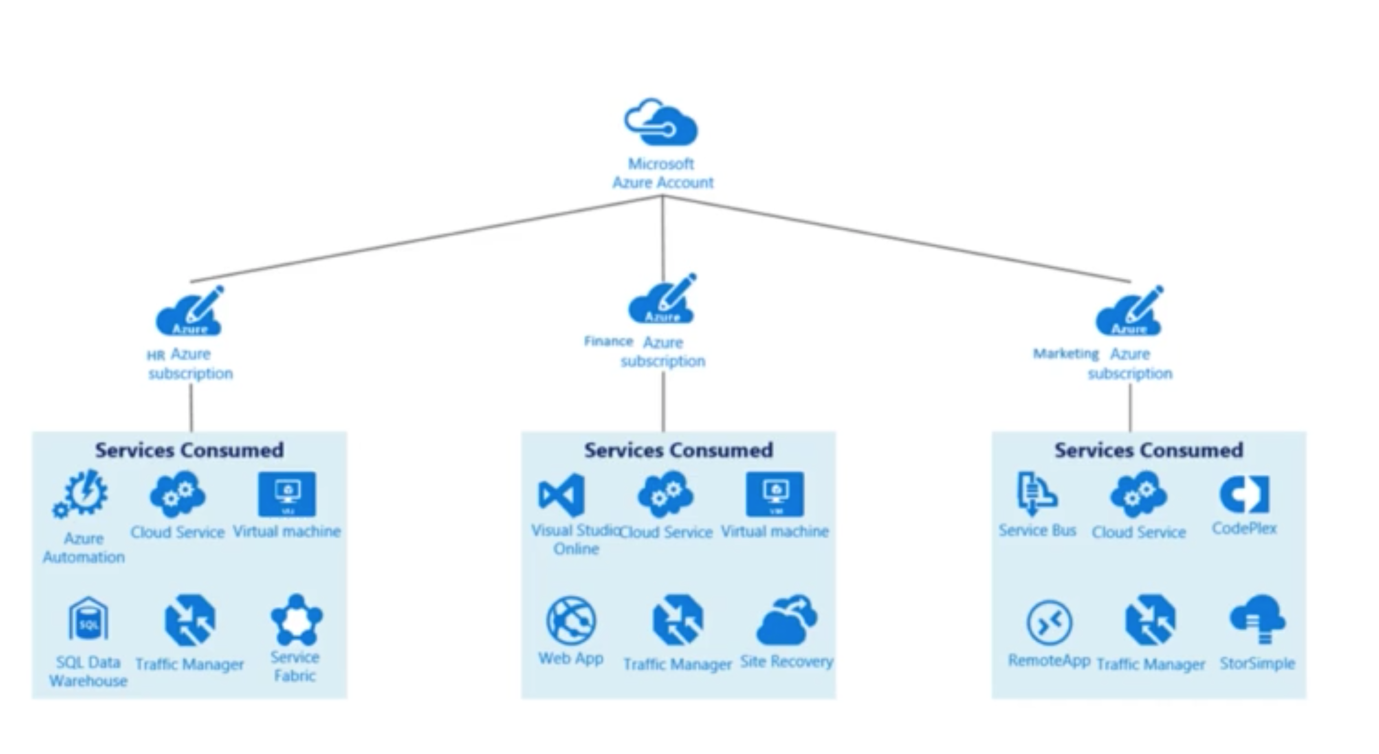 Microsoft
Azure Account
Azure
HR Azure
subscription
Azure
Finance Azure
subscription
Azure
Marketing Azure
subscription
Services Consumed
Azure
Automation
Cloud Service
Virtual machine
SQL
SQL Data
Warehouse
Traffic Manager
Service
Fabric
Services Consumed
Visual Studio
Online
Cloud Service
VM
Virtual machine
Web App
Traffic Manager
Site Recovery
Services Consumed
Service Bus
Cloud Service
CodePlex
RemoteApp
Traffic Manager
StorSimple